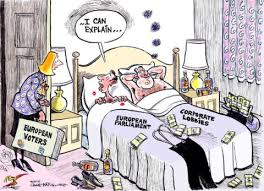 ..I CAN
EXPLAIN...
EUROPEAN
VOTERS
EUROPEAN
PARLIAMENT
CORPORATE
LOBBIES